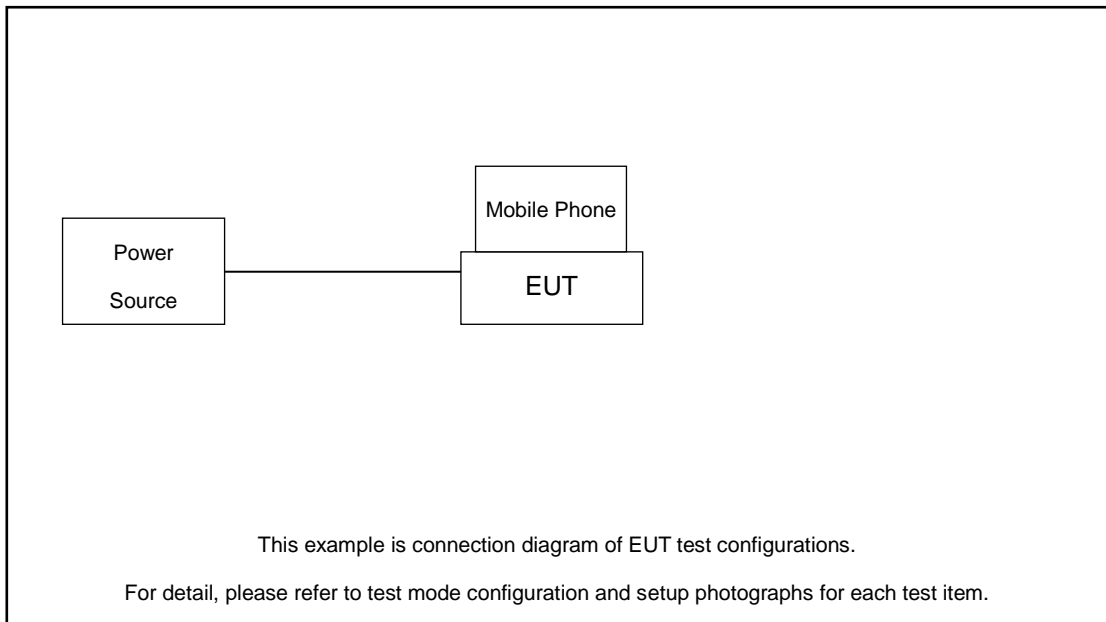 Mobile Phone
Power
Source
EUT
This example is connection diagram of EUT test configurations.
For detail, please refer to test mode configuration and setup photographs for each test item.